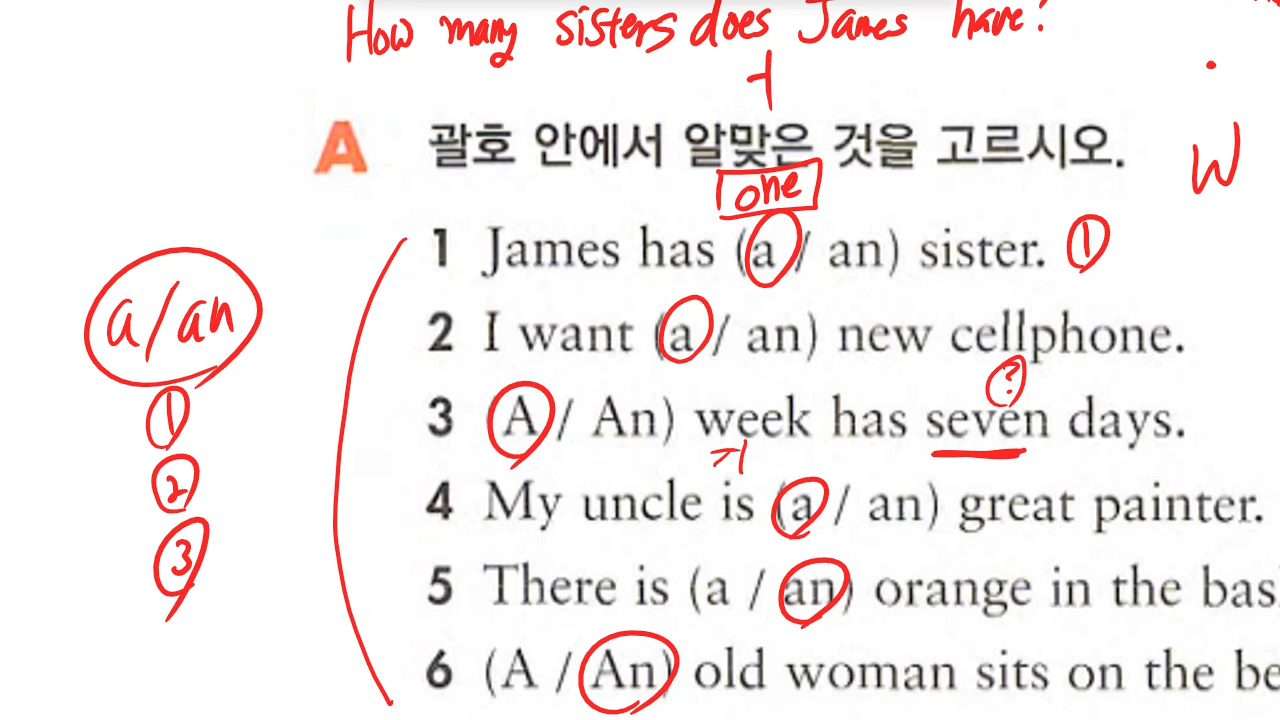 How many sisters does James have?
A 괄호 안에서 알맞은 것을 고르시오.
one
1 James has (a / an) sister. ①
2 I want (a / an) new cellphone.
?
3 (A / An) week has seven days.
4 My uncle is (a / an) great painter.
5 There is (a / an) orange in the bas
6 (A / An) old woman sits on the be
a/an
①
②
③
W